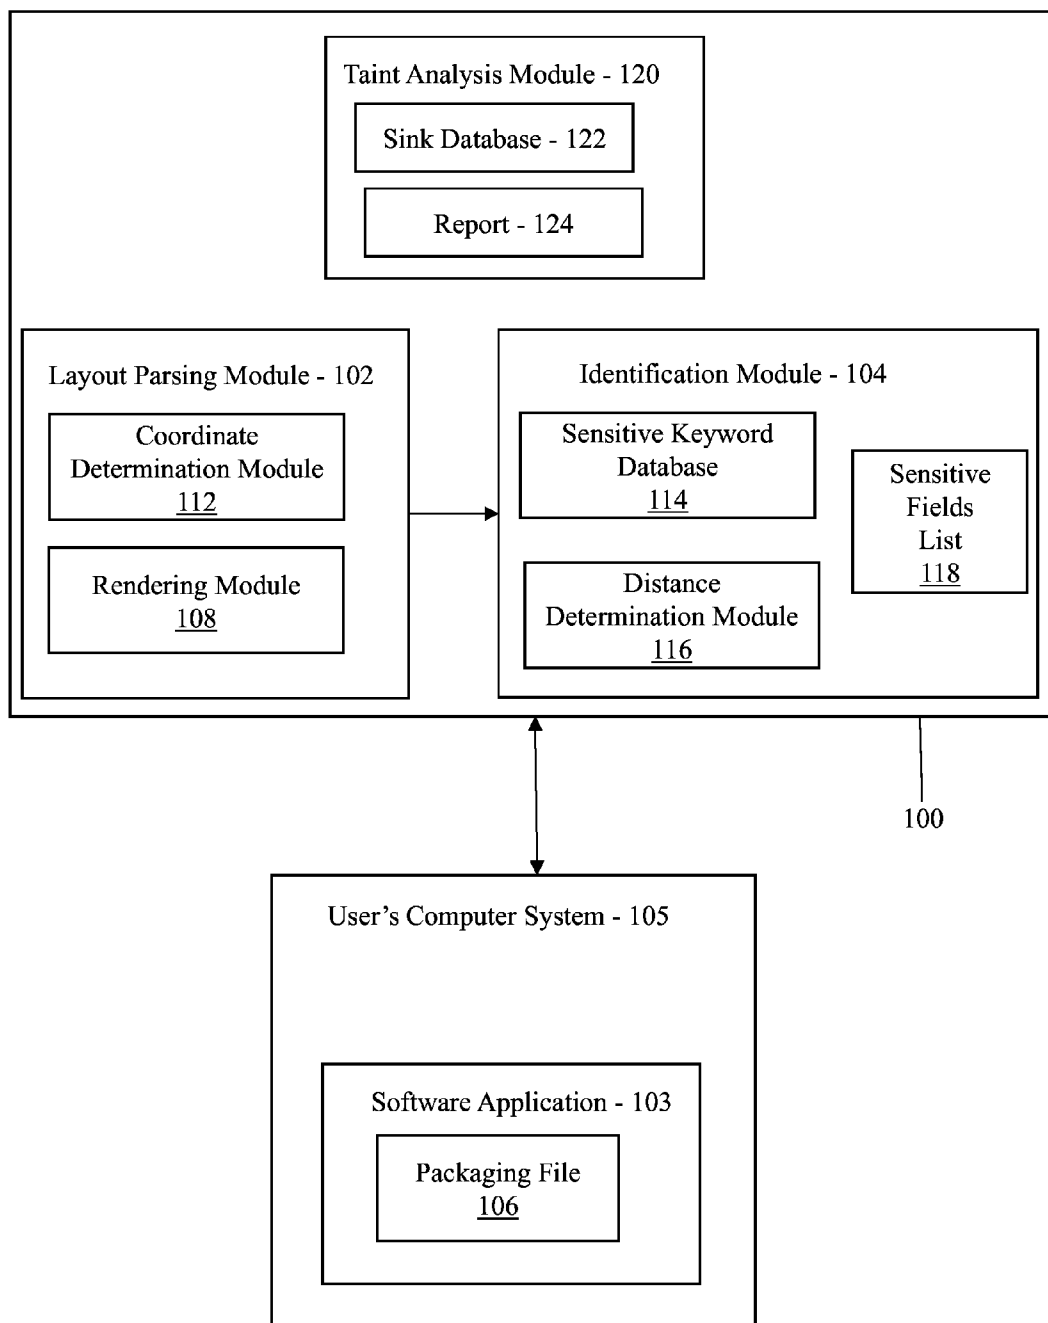 Taint Analysis Module - 120
Sink Database - 122
Report - 124
Layout Parsing Module - 102
Coordinate
Determination Module
112
Rendering Module
108
Identification Module - 104
Sensitive Keyword
Database
114
Distance
Determination Module
116
Sensitive
Fields
List
118
100
User’s Computer System - 105
Software Application - 103
Packaging File
106